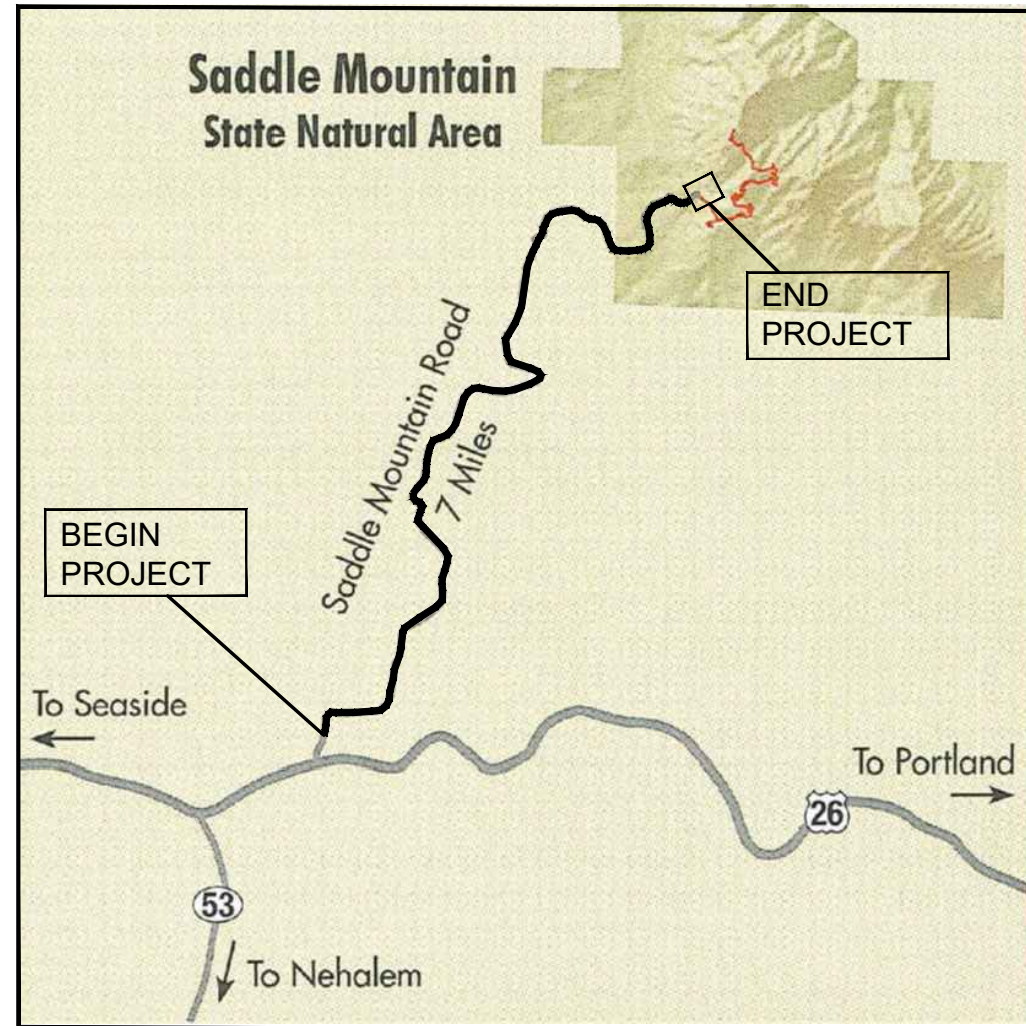 Saddle Mountain
State Natural Area
END
PROJECT
Saddle Mountain Road
7 Miles
BEGIN
PROJECT
To Seaside
To Portland
26
53
To Nehalem